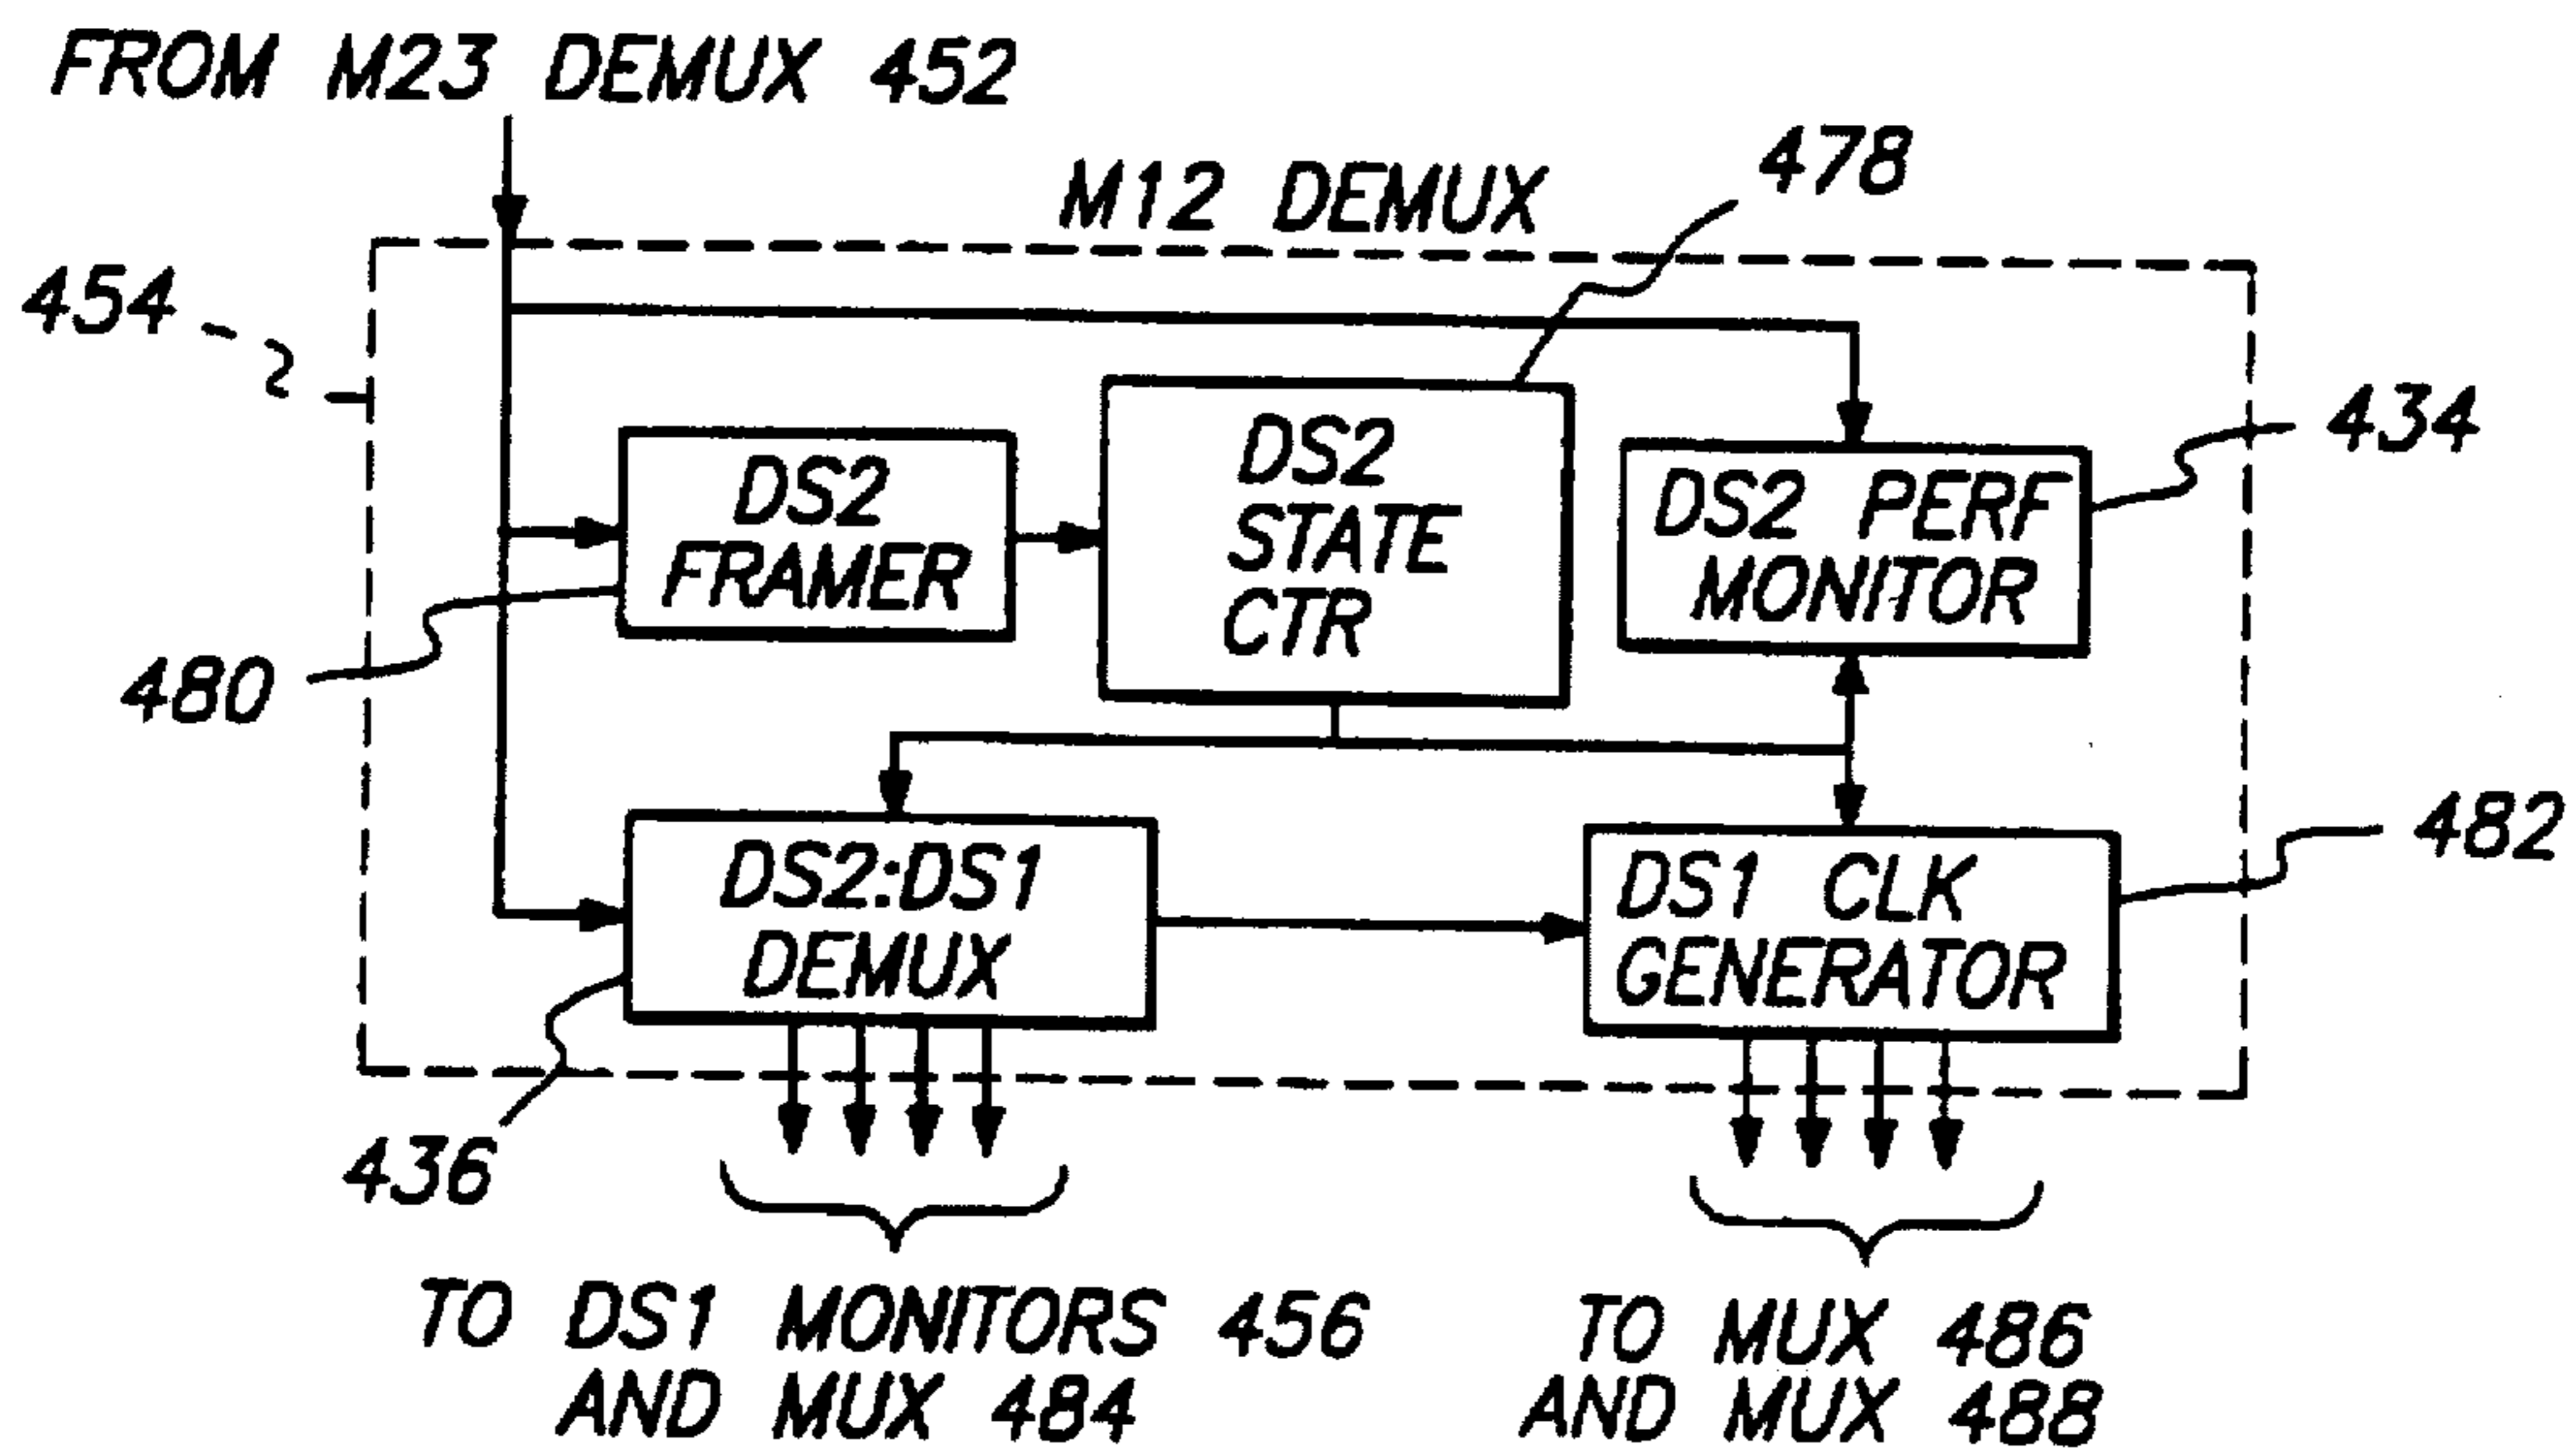 FROM M23 DEMUX 452
M12 DEMUX
478
454
434
DS2
FRAMER
DS2
STATE
CTR
DS2 PERF
MONITOR
480
482
DS2:DS1
DEMUX
DS1 CLK
GENERATOR
436
TO DS1 MONITORS 456
AND MUX 484
TO MUX 486
AND MUX 488